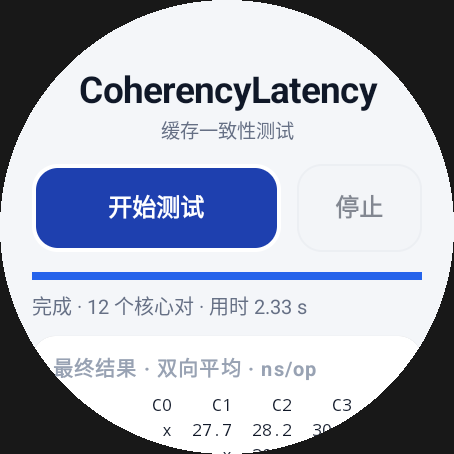 CoherencyLatency
缓存一致性测试
开始测试 停止
完成 · 12 个核心对 · 用时 2.33 s
最终结果 · 双向平均 · ns/op
C0 C1 C2 C3
x 27.7 28.2
x